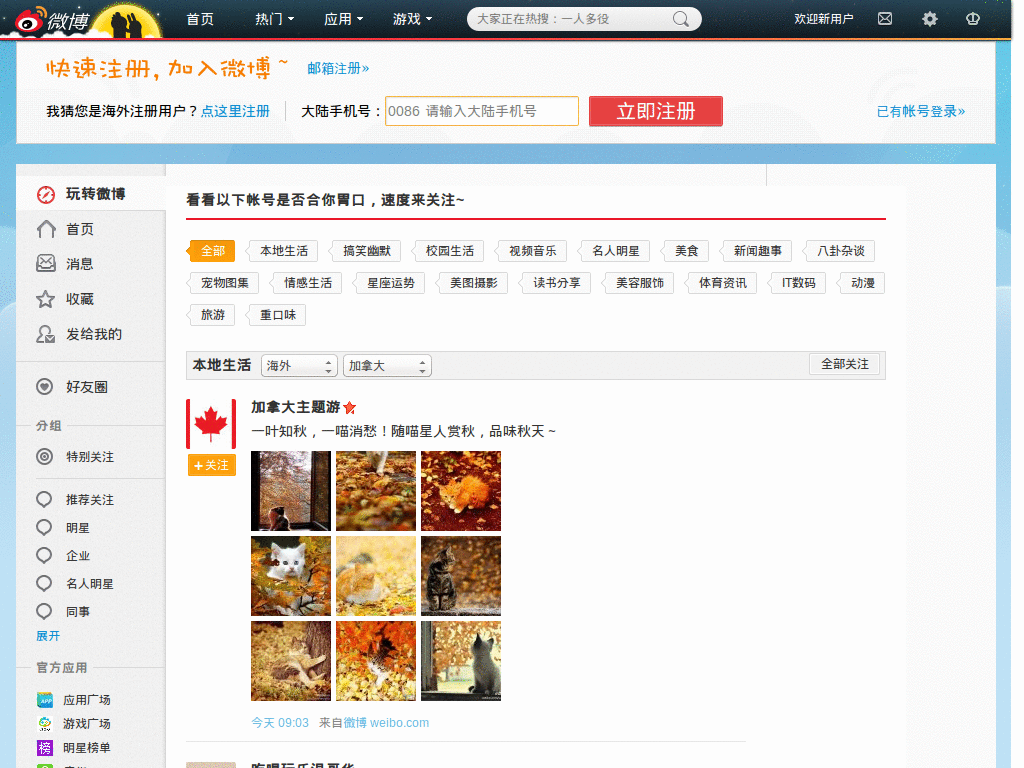 微博 首页 热门 应用 游戏 大家正在热搜：一人多役 欢迎新用户
快速注册，加入微博~ 邮箱注册»
我猜您是海外注册用户？点这里注册 大陆手机号： 0086 请输入大陆手机号 立即注册 已有帐号登录»
玩转微博
首页
消息
收藏
发给我的
好友圈
分组
特别关注
推荐关注
明星
企业
名人明星
同事
展开
官方应用
APP 应用广场
游戏广场
榜 明星榜单
看看以下帐号是否合你胃口，速度来关注~
全部 本地生活 搞笑幽默 校园生活 视频音乐 名人明星 美食 新闻趣事 八卦杂谈
宠物图集 情感生活 星座运势 美图摄影 读书分享 美容服饰 体育资讯 IT数码 动漫
旅游 重口味
本地生活 海外 加拿大 全部关注
加拿大主题游
一叶知秋，一喵消愁！随喵星人赏秋，品味秋天～
+关注
今天 09:03 来自微博 weibo.com